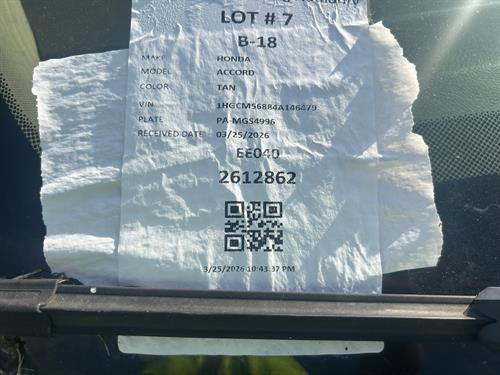 LOT # 7
B-18
MAKE HONDA
MODEL ACCORD
COLOR TAN
VIN 1HGCM56884A146479
PLATE PA-MGS4996
RECEIVED DATE 03/25/2026
EE040
2612862
3/25/2026 10:43:37 PM